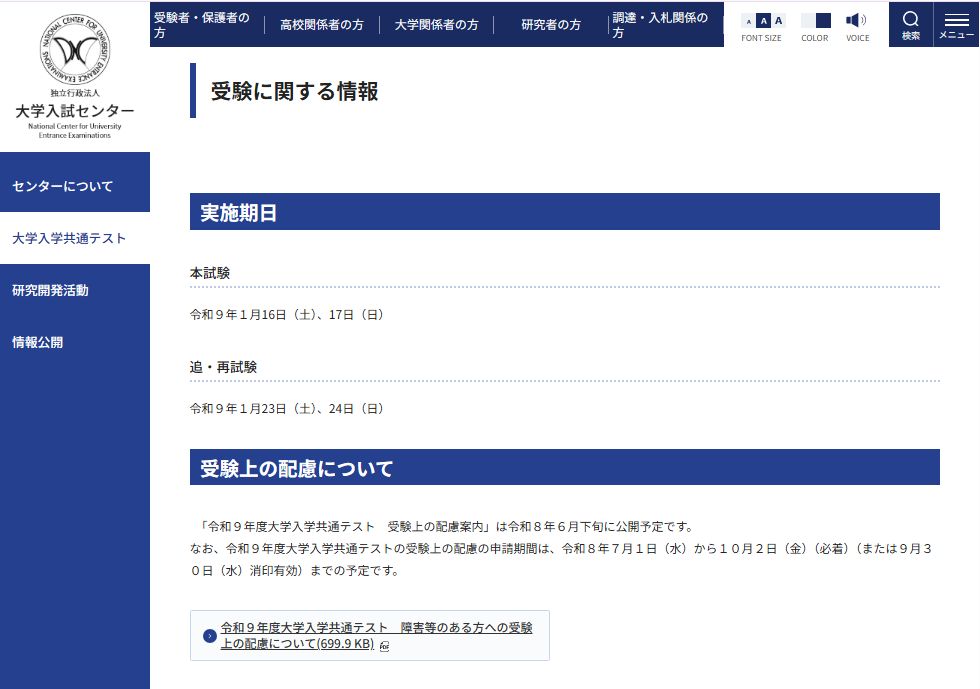 NATIONAL CENTER FOR UNIVERSITY ENTRANCE EXAMINATIONS
独立行政法人
大学入試センター
National Center for University
Entrance Examinations
受験者・保護者の
方
高校関係者の方
大学関係者の方
研究者の方
調達・入札関係の
方
A A A
FONT SIZE
COLOR
VOICE
検索
メニュー
センターについて
大学入学共通テスト
研究開発活動
情報公開
受験に関する情報
実施期日
本試験
令和９年１月16日（土）、17日（日）
追・再試験
令和９年１月23日（土）、24日（日）
受験上の配慮について
「令和９年度大学入学共通テスト　受験上の配慮案内」は令和８年６月下旬に公開予定です。
なお、令和９年度大学入学共通テストの受験上の配慮の申請期間は、令和８年７月１日（水）から１０月２日（金）（必着）（または９月３
０日（水）消印有効）までの予定です。
令和９年度大学入学共通テスト　障害等のある方への受験
上の配慮について(699.9 KB) PDF